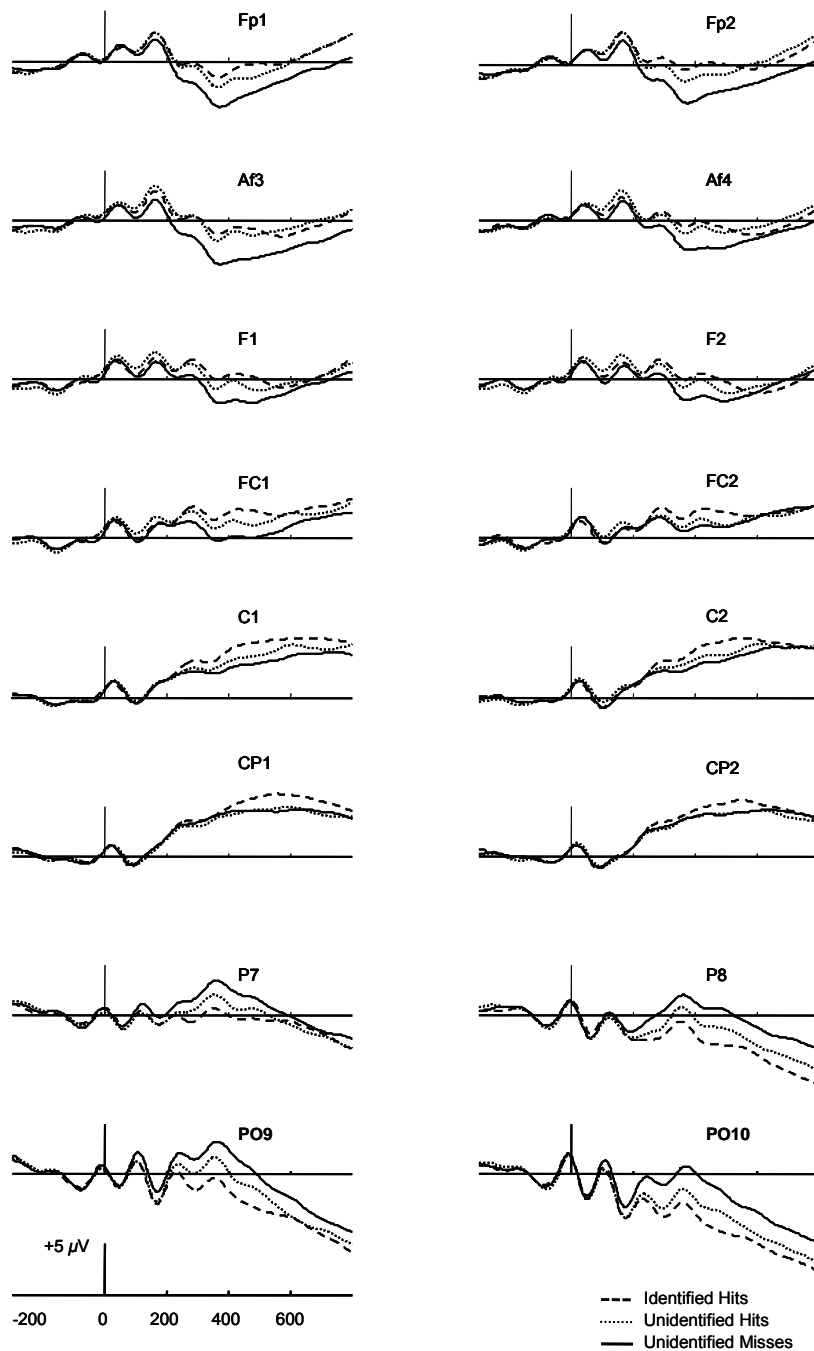 Fp1 Fp2
Af3 Af4
F1 F2
FC1 FC2
C1 C2
CP1 CP2
P7 P8
PO9 PO10
+5 µV
-200 0 200 400 600
Identified Hits
Unidentified Hits
Unidentified Misses